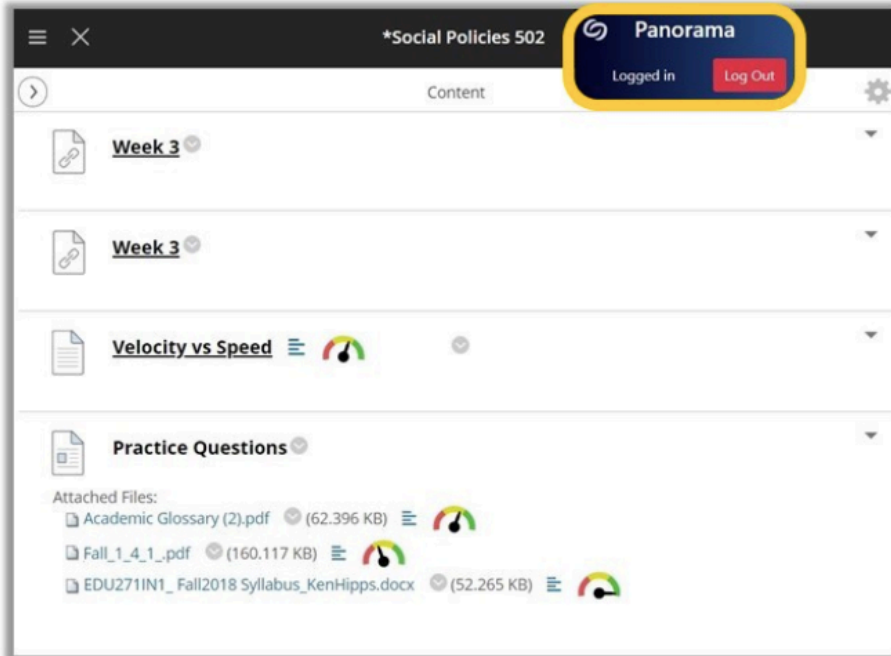 *Social Policies 502
Panorama
Logged in
Log Out
Content
Week 3
Week 3
Velocity vs Speed
Practice Questions
Attached Files:
Academic Glossary (2).pdf (62.396 KB)
Fall_1_4_1_.pdf (160.117 KB)
EDU271IN1_ Fall2018 Syllabus_KenHipps.docx (52.265 KB)